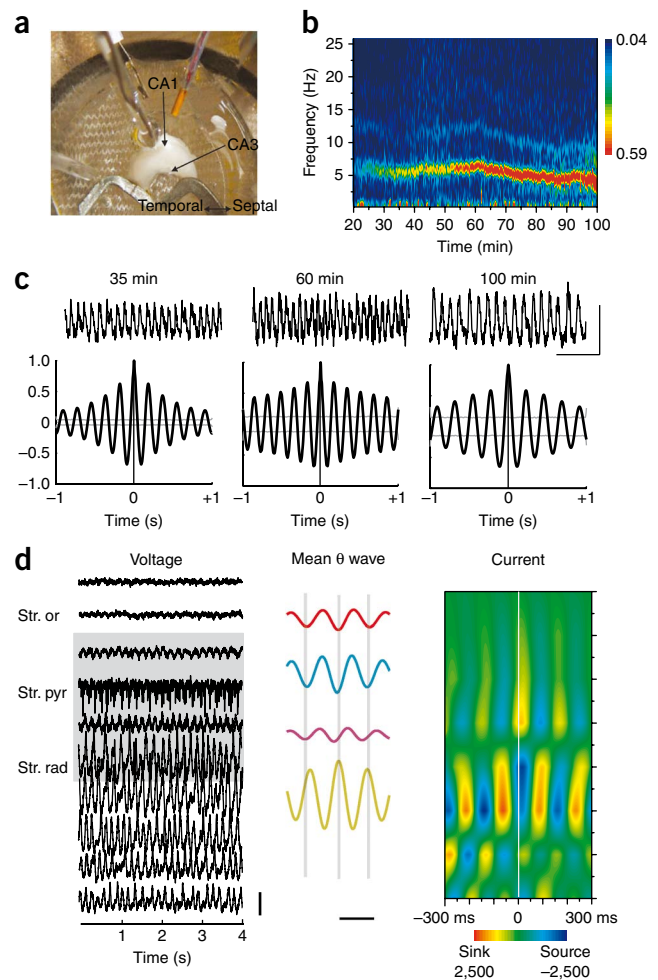 a
CA1
CA3
Temporal Septal
b
Frequency (Hz)
25
20
15
10
5
20 30 40 50 60 70 80 90 100
Time (min)
0.04
0.59
c
35 min 60 min 100 min
1.0
0.5
0
−0.5
−1.0
−1 0 +1 −1 0 +1 −1 0 +1
Time (s) Time (s) Time (s)
d
Voltage Mean θ wave Current
Str. or
Str. pyr
Str. rad
1 2 3 4
Time (s)
−300 ms 0 300 ms
Sink Source
2,500 −2,500